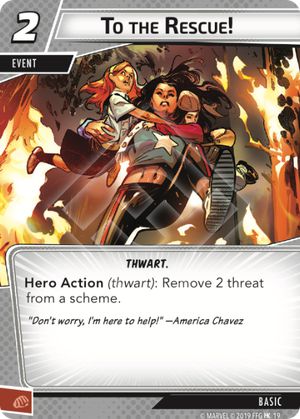 2
TO THE RESCUE!
EVENT
THWART.
Hero Action (thwart): Remove 2 threat
from a scheme.
"Don't worry, I'm here to help!" —America Chavez
© MARVEL © 2019 FFG
BASIC